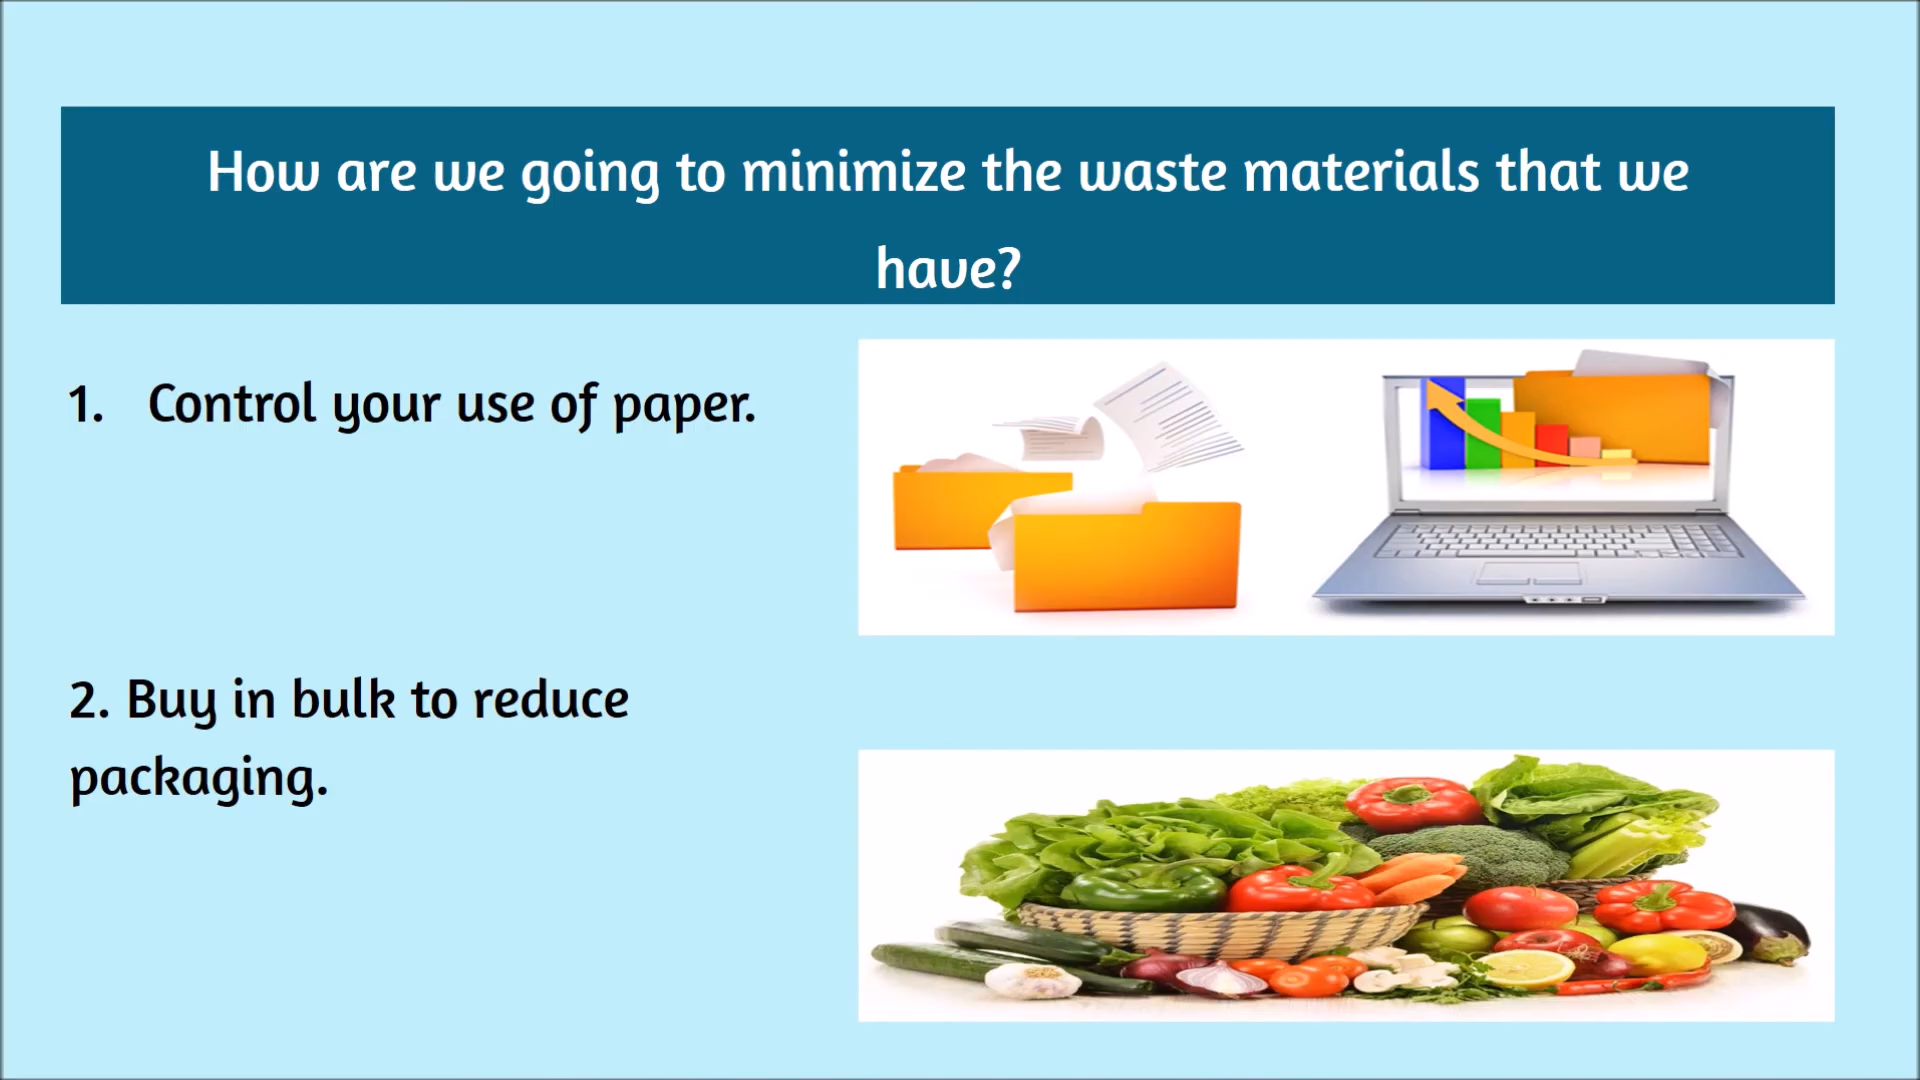 How are we going to minimize the waste materials that we
have?
1. Control your use of paper.
2. Buy in bulk to reduce
packaging.